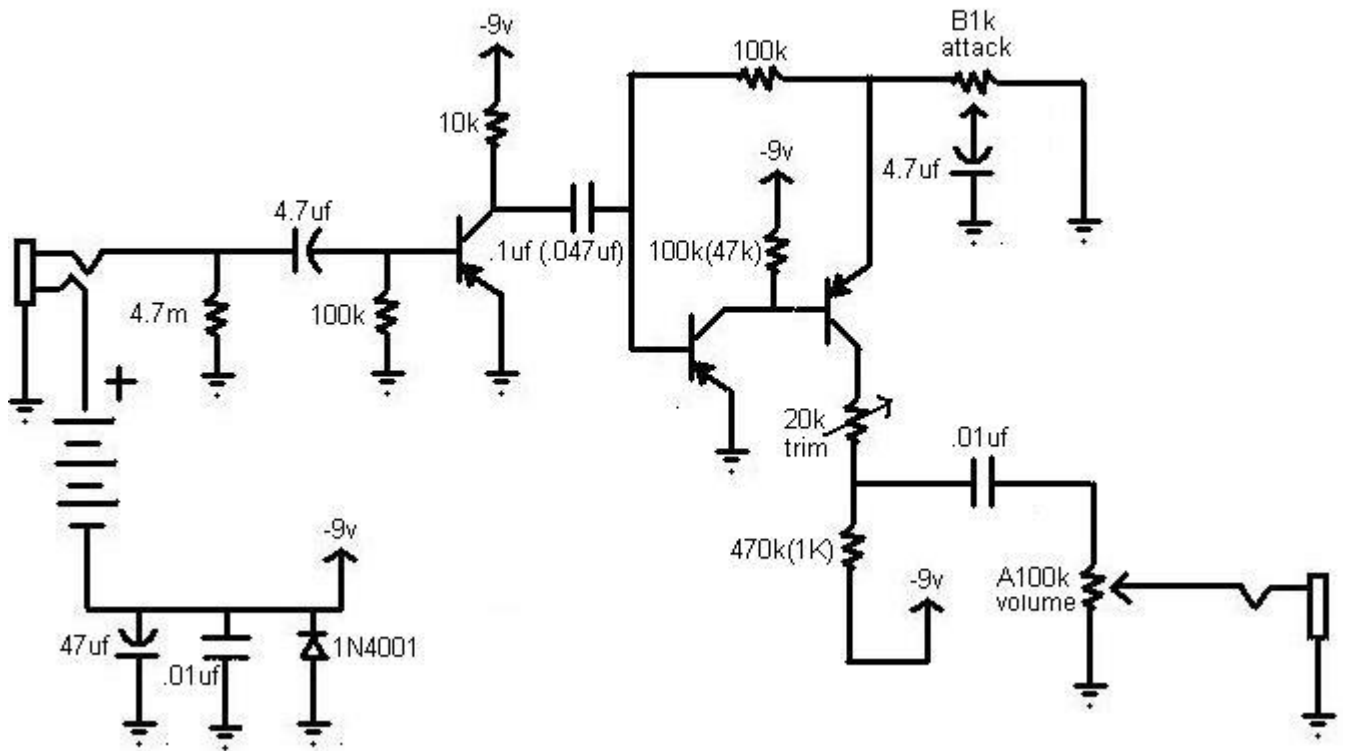 -9v
100k
B1k
attack
10k
-9v
4.7uf
4.7uf
.1uf (.047uf)
100k(47k)
4.7m
100k
+
20k
trim
.01uf
-9v
470k(1K)
-9v
A100k
volume
47uf
.01uf
1N4001